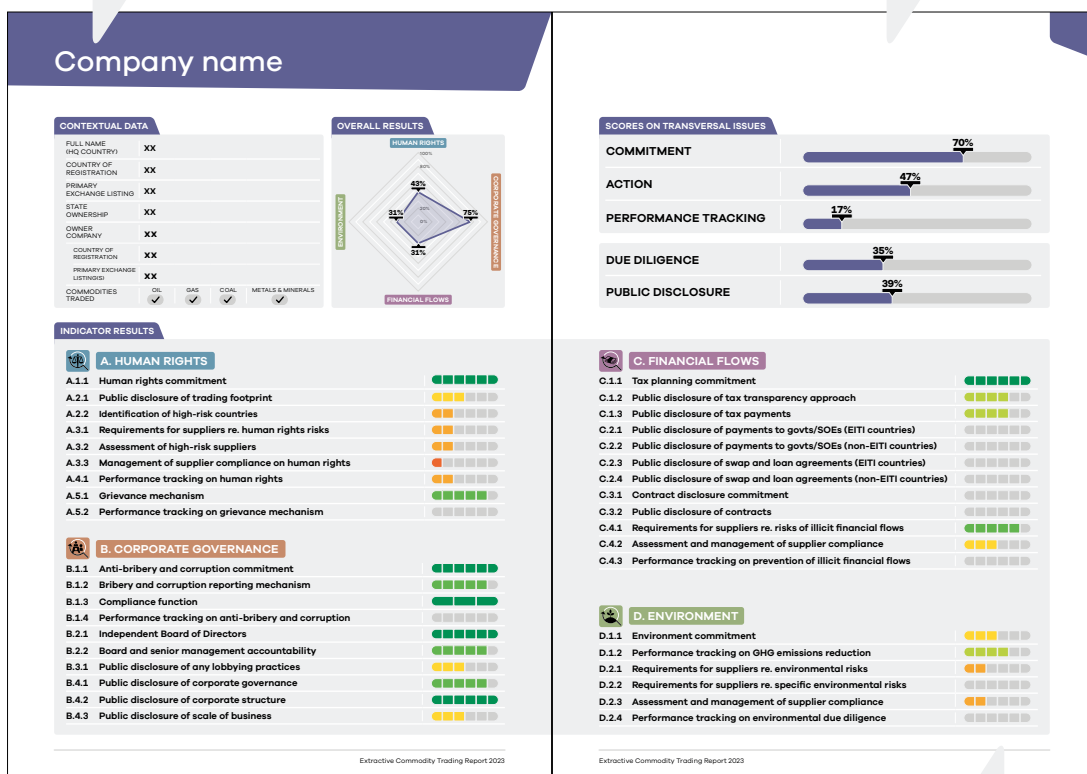 Company name
CONTEXTUAL DATA
FULL NAME
(HQ COUNTRY)
xx
COUNTRY OF
REGISTRATION
xx
PRIMARY
EXCHANGE LISTING
xx
STATE
OWNERSHIP
xx
OWNER
COMPANY
xx
COUNTRY OF
REGISTRATION
xx
PRIMARY EXCHANGE
LISTING(S)
xx
COMMODITIES
TRADED
OIL GAS COAL METALS & MINERALS
OVERALL RESULTS
HUMAN RIGHTS
100%
80%
43%
ENVIRONMENT
31%
20%
75%
0%
CORPORATE GOVERNANCE
31%
FINANCIAL FLOWS
SCORES ON TRANSVERSAL ISSUES
COMMITMENT 70%
ACTION 47%
PERFORMANCE TRACKING 17%
DUE DILIGENCE 35%
PUBLIC DISCLOSURE 39%
INDICATOR RESULTS
A. HUMAN RIGHTS
A.1.1 Human rights commitment
A.2.1 Public disclosure of trading footprint
A.2.2 Identification of high-risk countries
A.3.1 Requirements for suppliers re. human rights risks
A.3.2 Assessment of high-risk suppliers
A.3.3 Management of supplier compliance on human rights
A.4.1 Performance tracking on human rights
A.5.1 Grievance mechanism
A.5.2 Performance tracking on grievance mechanism
B. CORPORATE GOVERNANCE
B.1.1 Anti-bribery and corruption commitment
B.1.2 Bribery and corruption reporting mechanism
B.1.3 Compliance function
B.1.4 Performance tracking on anti-bribery and corruption
B.2.1 Independent Board of Directors
B.2.2 Board and senior management accountability
B.3.1 Public disclosure of any lobbying practices
B.4.1 Public disclosure of corporate governance
B.4.2 Public disclosure of corporate structure
B.4.3 Public disclosure of scale of business
C. FINANCIAL FLOWS
C.1.1 Tax planning commitment
C.1.2 Public disclosure of tax transparency approach
C.1.3 Public disclosure of tax payments
C.2.1 Public disclosure of payments to govts/SOEs (EITI countries)
C.2.2 Public disclosure of payments to govts/SOEs (non-EITI countries)
C.2.3 Public disclosure of swap and loan agreements (EITI countries)
C.2.4 Public disclosure of swap and loan agreements (non-EITI countries)
C.3.1 Contract disclosure commitment
C.3.2 Public disclosure of contracts
C.4.1 Requirements for suppliers re. risks of illicit financial flows
C.4.2 Assessment and management of supplier compliance
C.4.3 Performance tracking on prevention of illicit financial flows
D. ENVIRONMENT
D.1.1 Environment commitment
D.1.2 Performance tracking on GHG emissions reduction
D.2.1 Requirements for suppliers re. environmental risks
D.2.2 Requirements for suppliers re. specific environmental risks
D.2.3 Assessment and management of supplier compliance
D.2.4 Performance tracking on environmental due diligence
Extractive Commodity Trading Report 2023
Extractive Commodity Trading Report 2023